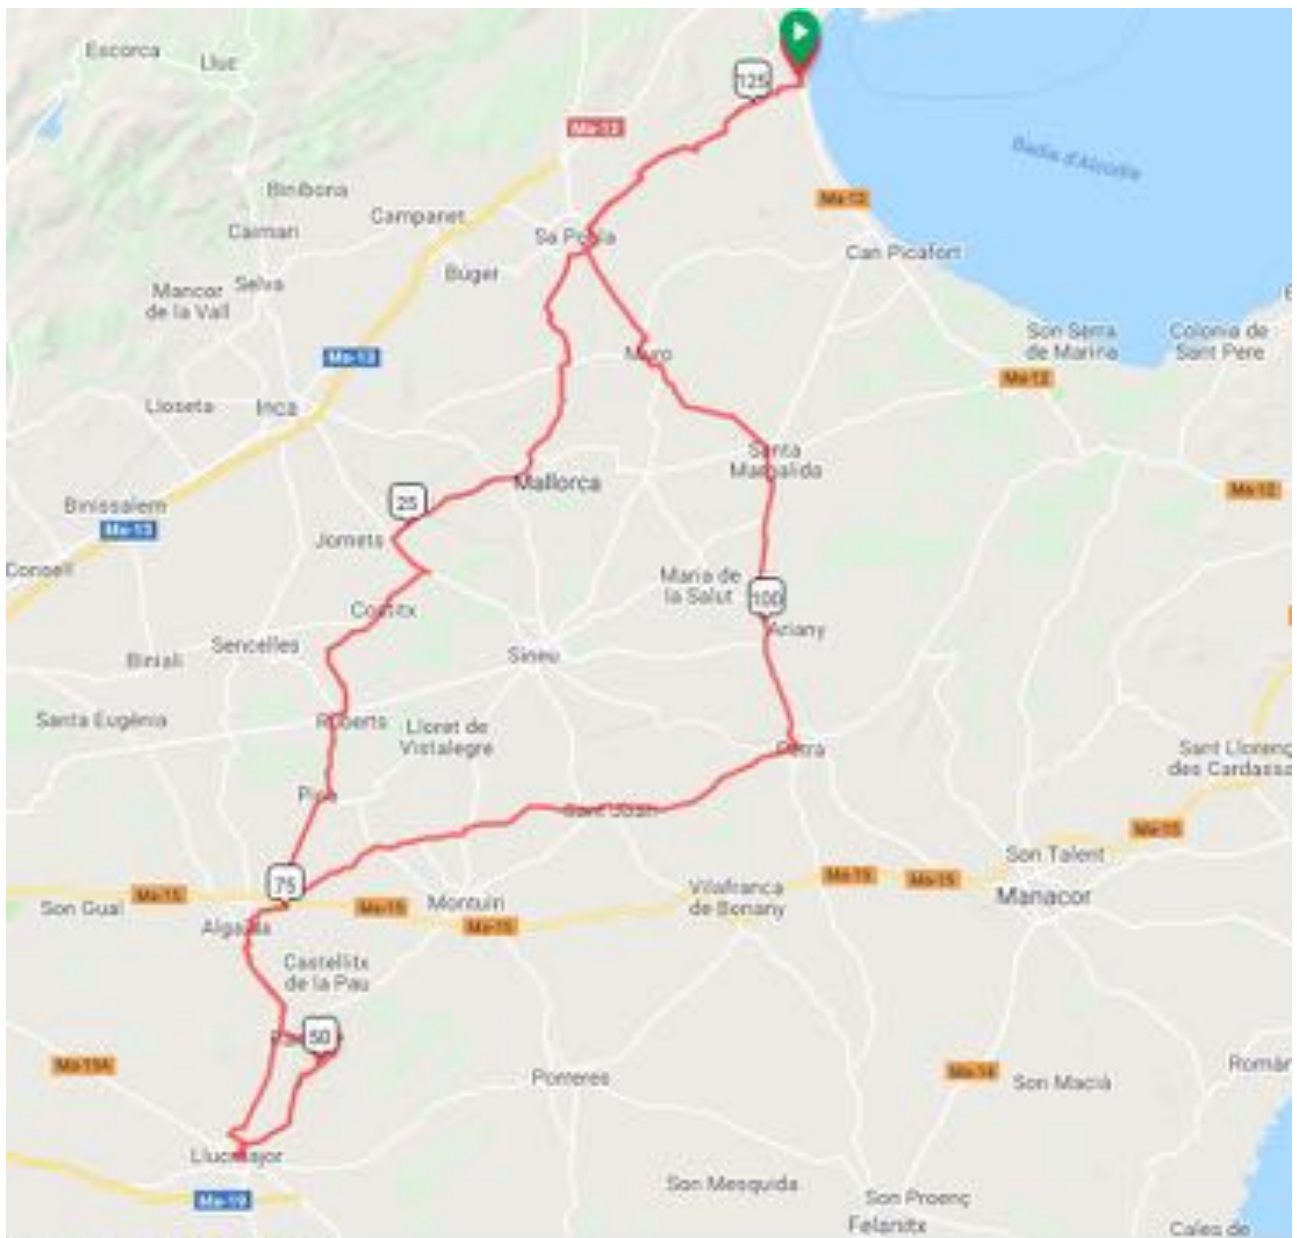 Escorca
Lluc
125
Badia d'Alcúdia
Binibona
Campanet
Ma-12
Caimari
Sa Pobla
Can Picafort
Búger
Selva
Mancor
de la Vall
Son Serra
de Marina
Colonia de
Sant Pere
Ma-13
Muro
Ma-12
Lloseta
Inca
Santa
Margalida
Mallorca
Ma-12
25
Binissalem
Ma-13
Jornets
Consell
Maria de
la Salut
100
Costitx
Ariany
Sencelles
Biniali
Sineu
Santa Eugènia
Ruberts
Lloret de
Vistalegre
Petra
Sant Llorenç
des Cardassa
Pina
Sant Joan
Ma-15
Son Talent
75
Ma-15
Vilafranca
de Bonany
Ma-15
Ma-15
Manacor
Son Gual
Ma-15
Montuïri
Algaida
Ma-15
Castellitx
de la Pau
50
Ma-19A
Porreres
Ma-14
Son Macià
Romàn
Llucmajor
Son Mesquida
Ma-19
Son Proenç
Felanitx
Cales de